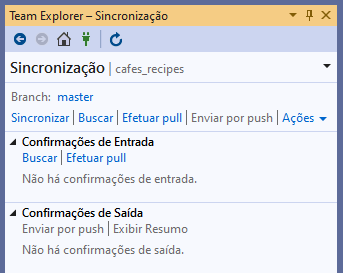 Team Explorer – Sincronização
Sincronização | cafes_recipes
Branch: master
Sincronizar | Buscar | Efetuar pull | Enviar por push | Ações
Confirmações de Entrada
Buscar | Efetuar pull
Não há confirmações de entrada.
Confirmações de Saída
Enviar por push | Exibir Resumo
Não há confirmações de saída.